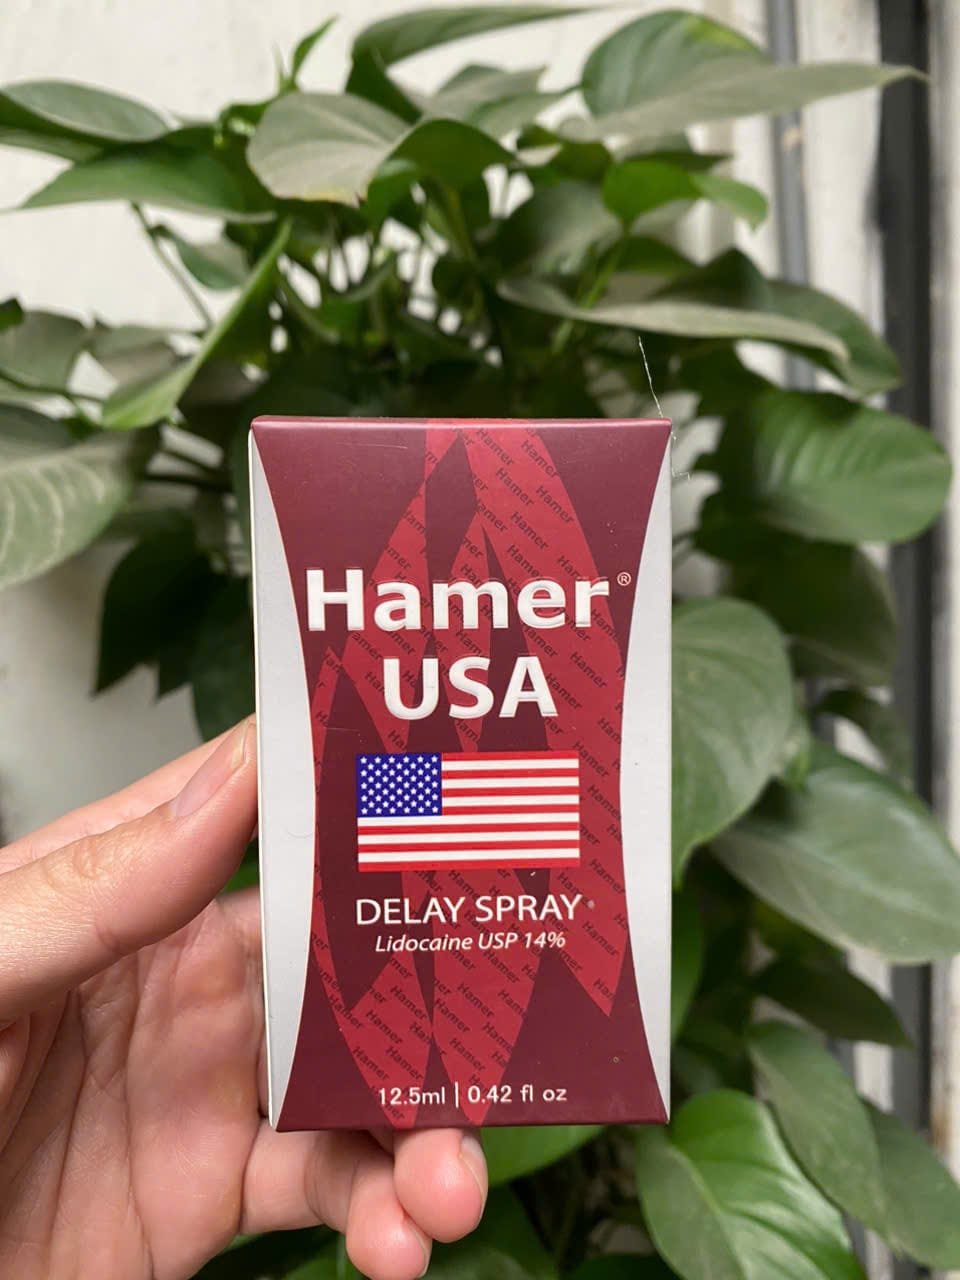 Hamer®
USA
DELAY SPRAY
Lidocaine USP 14%
12.5ml | 0.42 fl oz